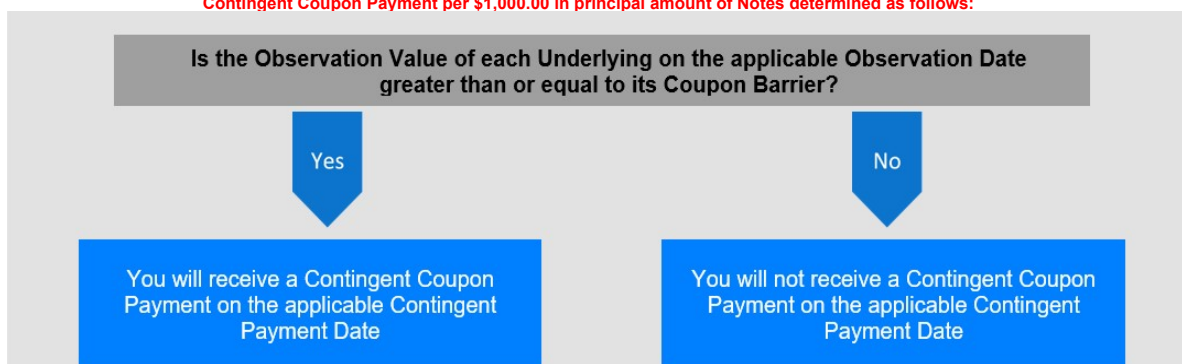 Contingent Coupon Payment per $1,000.00 in principal amount of Notes determined as follows:
Is the Observation Value of each Underlying on the applicable Observation Date
greater than or equal to its Coupon Barrier?
Yes
No
You will receive a Contingent Coupon
Payment on the applicable Contingent
Payment Date
You will not receive a Contingent Coupon
Payment on the applicable Contingent
Payment Date